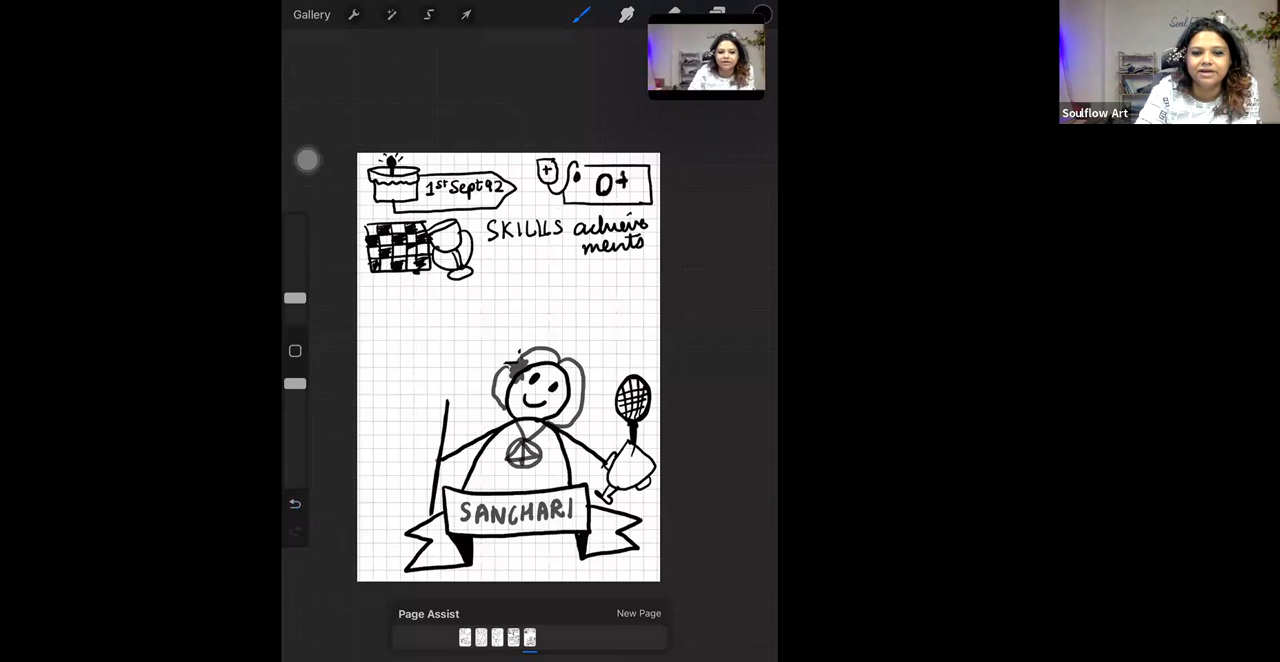 Gallery
Soulflow Art
1st Sept 92
O+
SKILLS achieve
ments
SANCHARI
Page Assist
New Page